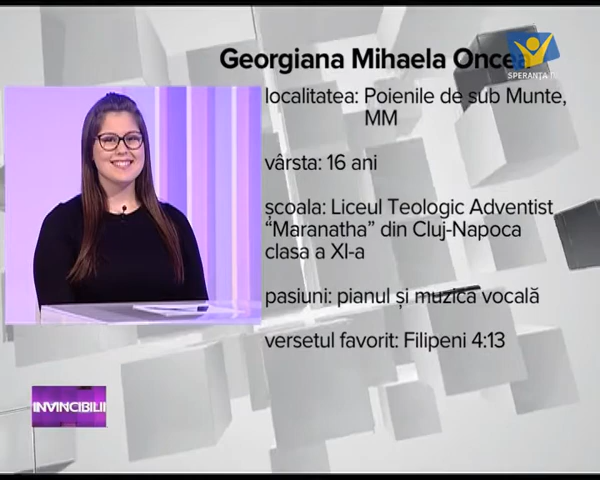 Georgiana Mihaela Oncea
SPERANȚA TV
localitatea: Poienile de sub Munte,
MM
vârsta: 16 ani
școala: Liceul Teologic Adventist
“Maranatha” din Cluj-Napoca
clasa a XI-a
pasiuni: pianul și muzica vocală
versetul favorit: Filipeni 4:13
INVINCIBILII